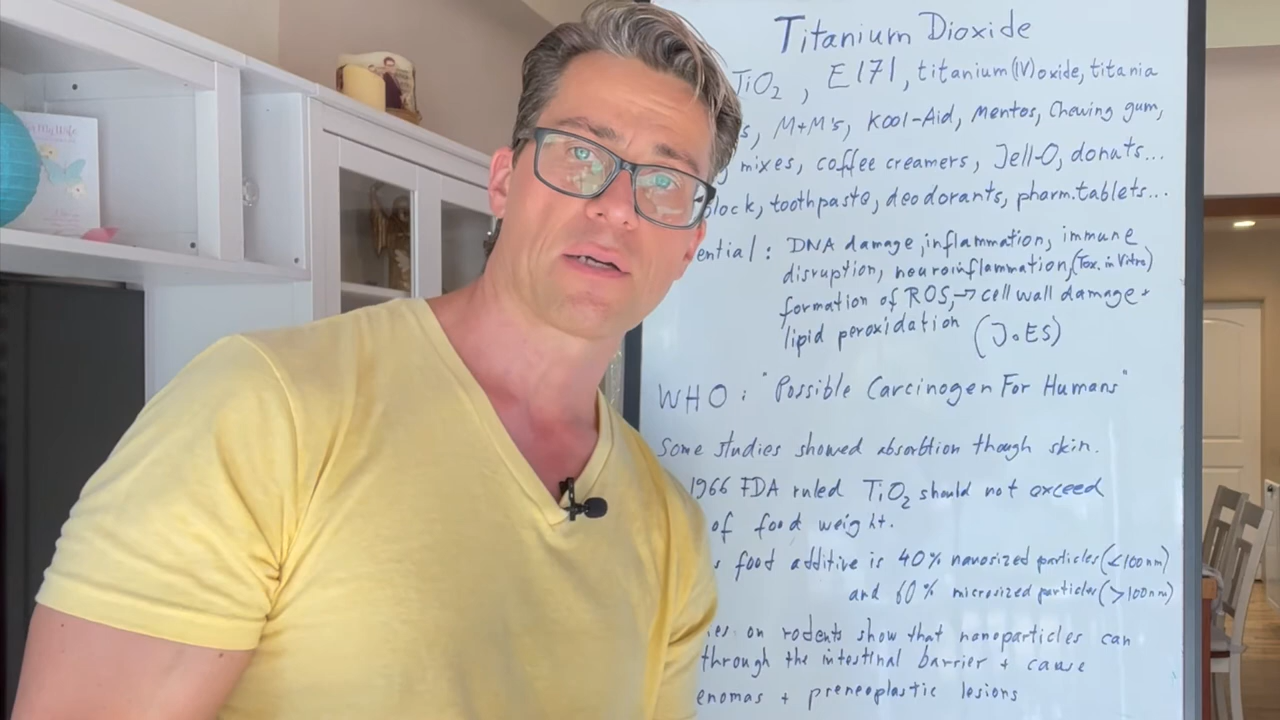 Titanium Dioxide
TiO2, E171, titanium(IV)oxide, titania
s, M+M's, Kool-Aid, Mentos, Chewing gum,
mixes, coffee creamers, Jell-O, donuts...
block, toothpaste, deodorants, pharm.tablets...
ential: DNA damage, inflammation, immune
disruption, neuroinflammation, (Tox. in Vitro)
formation of ROS,→cell wall damage+
lipid peroxidation (J.ES)
WHO: "Possible Carcinogen For Humans"
Some studies showed absorbtion though skin.
1966 FDA ruled TiO2 should not exceed
of food weight.
s food additive is 40% nanosized particles(<100nm)
and 60% microsized particles(>100nm)
ies on rodents show that nanoparticles can
through the intestinal barrier + cause
enomas + preneoplastic lesions
My Wife